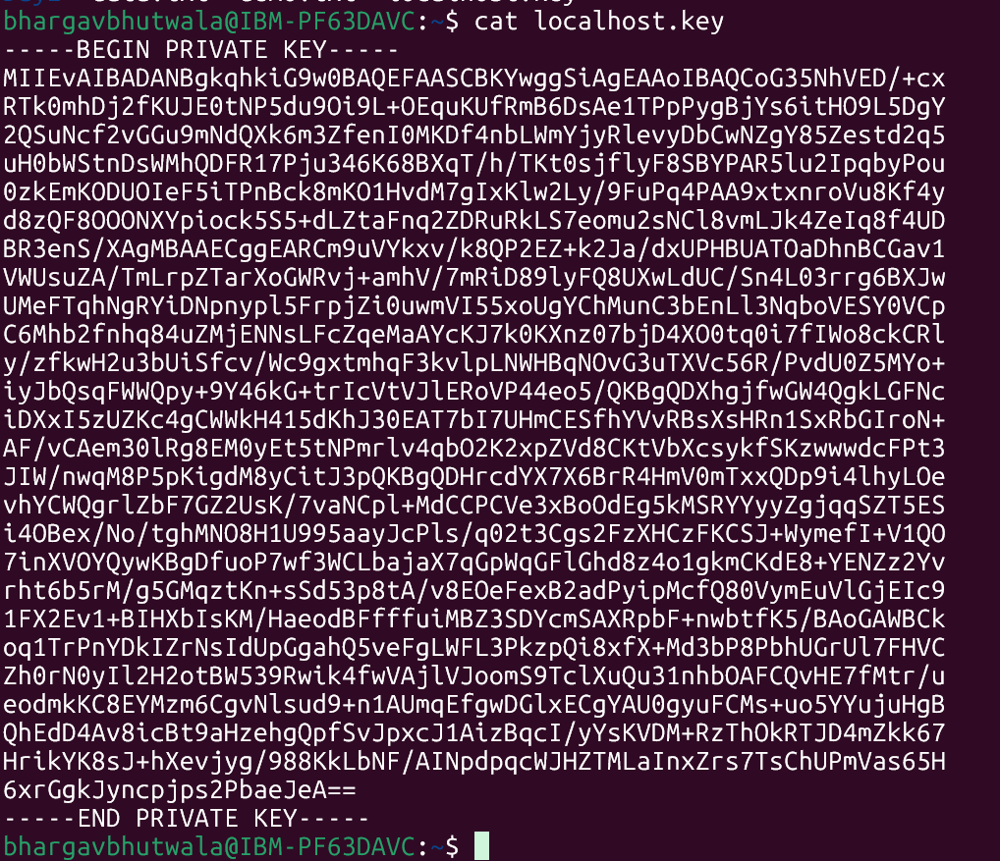 localhost.key
bhargavbhutwala@IBM-PF63DAVC:~$ cat localhost.key
-----BEGIN PRIVATE KEY-----
MIIEvAIBADANBgkqhkiG9w0BAQEFAASCBKYwggSiAgEAAoIBAQCoG35NhVED/+cx
RTk0mhDj2fKUJE0tNP5du9Oi9L+OEquKUfRmB6DsAe1TPpPygBjYs6itHO9L5DgY
2QSuNcf2vGGu9mNdQXk6m3ZfenI0MKDf4nbLWmYjyRlevyDbCwNZgY85Zestd2q5
uH0bWStnDsWMhQDFR17Pju346K68BXqT/h/TKt0sjflyF8SBYPAR5lu2IpqbyPou
0zkEmKODUOIeF5iTPnBck8mKO1HvdM7gIxKlw2Ly/9FuPq4PAA9xtxnroVu8Kf4y
d8zQF8OOONXYpiock5S5+dLZtaFnq2ZDRuRkLS7eomu2sNCl8vmLJk4ZeIq8f4UD
BR3enS/XAgMBAAECggEARCm9uVYkxv/k8QP2EZ+k2Ja/dxUPHBUATOaDhnBCGav1
VWUsuZA/TmLrpZTarXoGWRvj+amhV/7mRiD89lyFQ8UXwLdUC/Sn4L03rrg6BXJw
UMeFTqhNgRYiDNpnypl5FrpjZi0uwmVI55xoUgYChMunC3bEnLl3NqboVESY0VCp
C6Mhb2fnhq84uZMjENNsLFcZqeMaAYcKJ7k0KXnz07bjD4XO0tq0i7fIWo8ckCRl
y/zfkwH2u3bUiSfcv/Wc9gxtmhqF3kvlpLNWHBqNOvG3uTXVc56R/PvdU0Z5MYo+
iyJbQsqFWWQpy+9Y46kG+trIcVtVJlERoVP44eo5/QKBgQDXhgjfwGW4QgkLGFNc
iDXxI5zUZKc4gCWWkH415dKhJ30EAT7bI7UHmCESfhYVvRBsXsHRn1SxRbGIroN+
AF/vCAem30lRg8EM0yEt5tNPmrlv4qbO2K2xpZVd8CKtVbXcsykfSKzwwwdcFPt3
JIW/nwqM8P5pKigdM8yCitJ3pQKBgQDHrcdYX7X6BrR4HmV0mTxxQDp9i4lhyLOe
vhYCWQgrlZbF7GZ2UsK/7vaNCpl+MdCCPCVe3xBoOdEg5kMSRYYyyZgjqqSZT5ES
i4OBex/No/tghMNO8H1U995aayJcPls/q02t3Cgs2FzXHCzFKCSJ+WymefI+V1QO
7inXVOYQywKBgDfuoP7wf3WCLbajaX7qGpWqGFlGhd8z4o1gkmCKdE8+YENZz2Yv
rht6b5rM/g5GMqztKn+sSd53p8tA/v8EOeFexB2adPyipMcfQ80VymEuVlGjEIc9
1FX2Ev1+BIHXbIsKM/HaeodBFfffuiMBZ3SDYcmSAXRpbF+nwbtfK5/BAoGAWBCk
oq1TrPnYDkIZrNsIdUpGgahQ5veFgLWFL3PkzpQi8xfX+Md3bP8PbhUGrUl7FHVC
Zh0rN0yIl2H2otBW539Rwik4fwVAjlVJoomS9TclXuQu31nhbOAFCQvHE7fMtr/u
eodmkKC8EYMzm6CgvNlsud9+n1AUmqEfgwDGlxECgYAU0gyuFCMs+uo5YYujuHgB
QhEdD4Av8icBt9aHzehgQpfSvJpxcJ1AizBqcI/yYsKVDM+RzThOkRTJD4mZkk67
HrikYK8sJ+hXevjyg/988KkLbNF/AINpdpqcWJHZTMLaInxZrs7TsChUPmVas65H
6xrGgkJyncpjps2PbaeJeA==
-----END PRIVATE KEY-----
bhargavbhutwala@IBM-PF63DAVC:~$